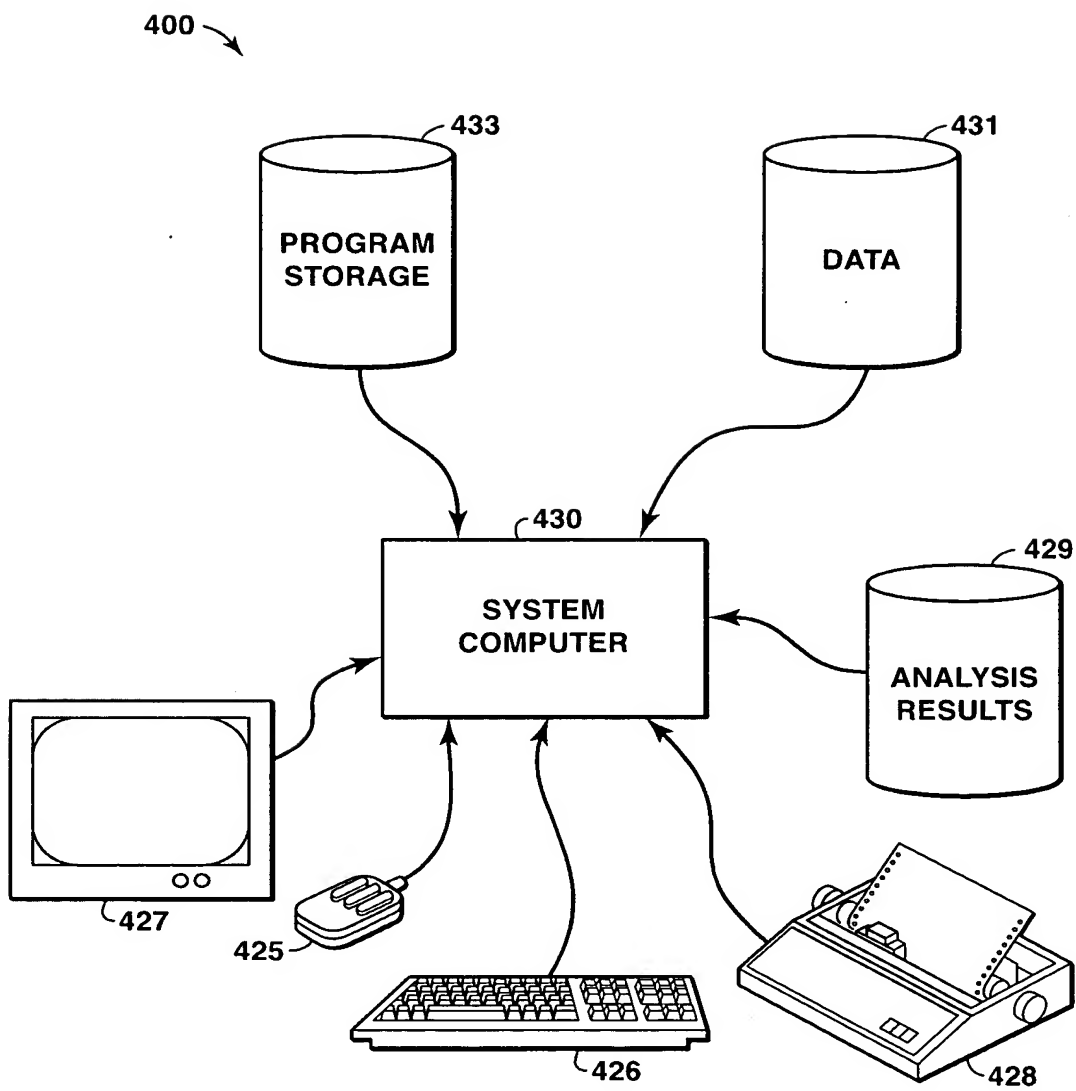 400
433
431
PROGRAM
STORAGE
DATA
430
429
SYSTEM
COMPUTER
ANALYSIS
RESULTS
427
425
426
428